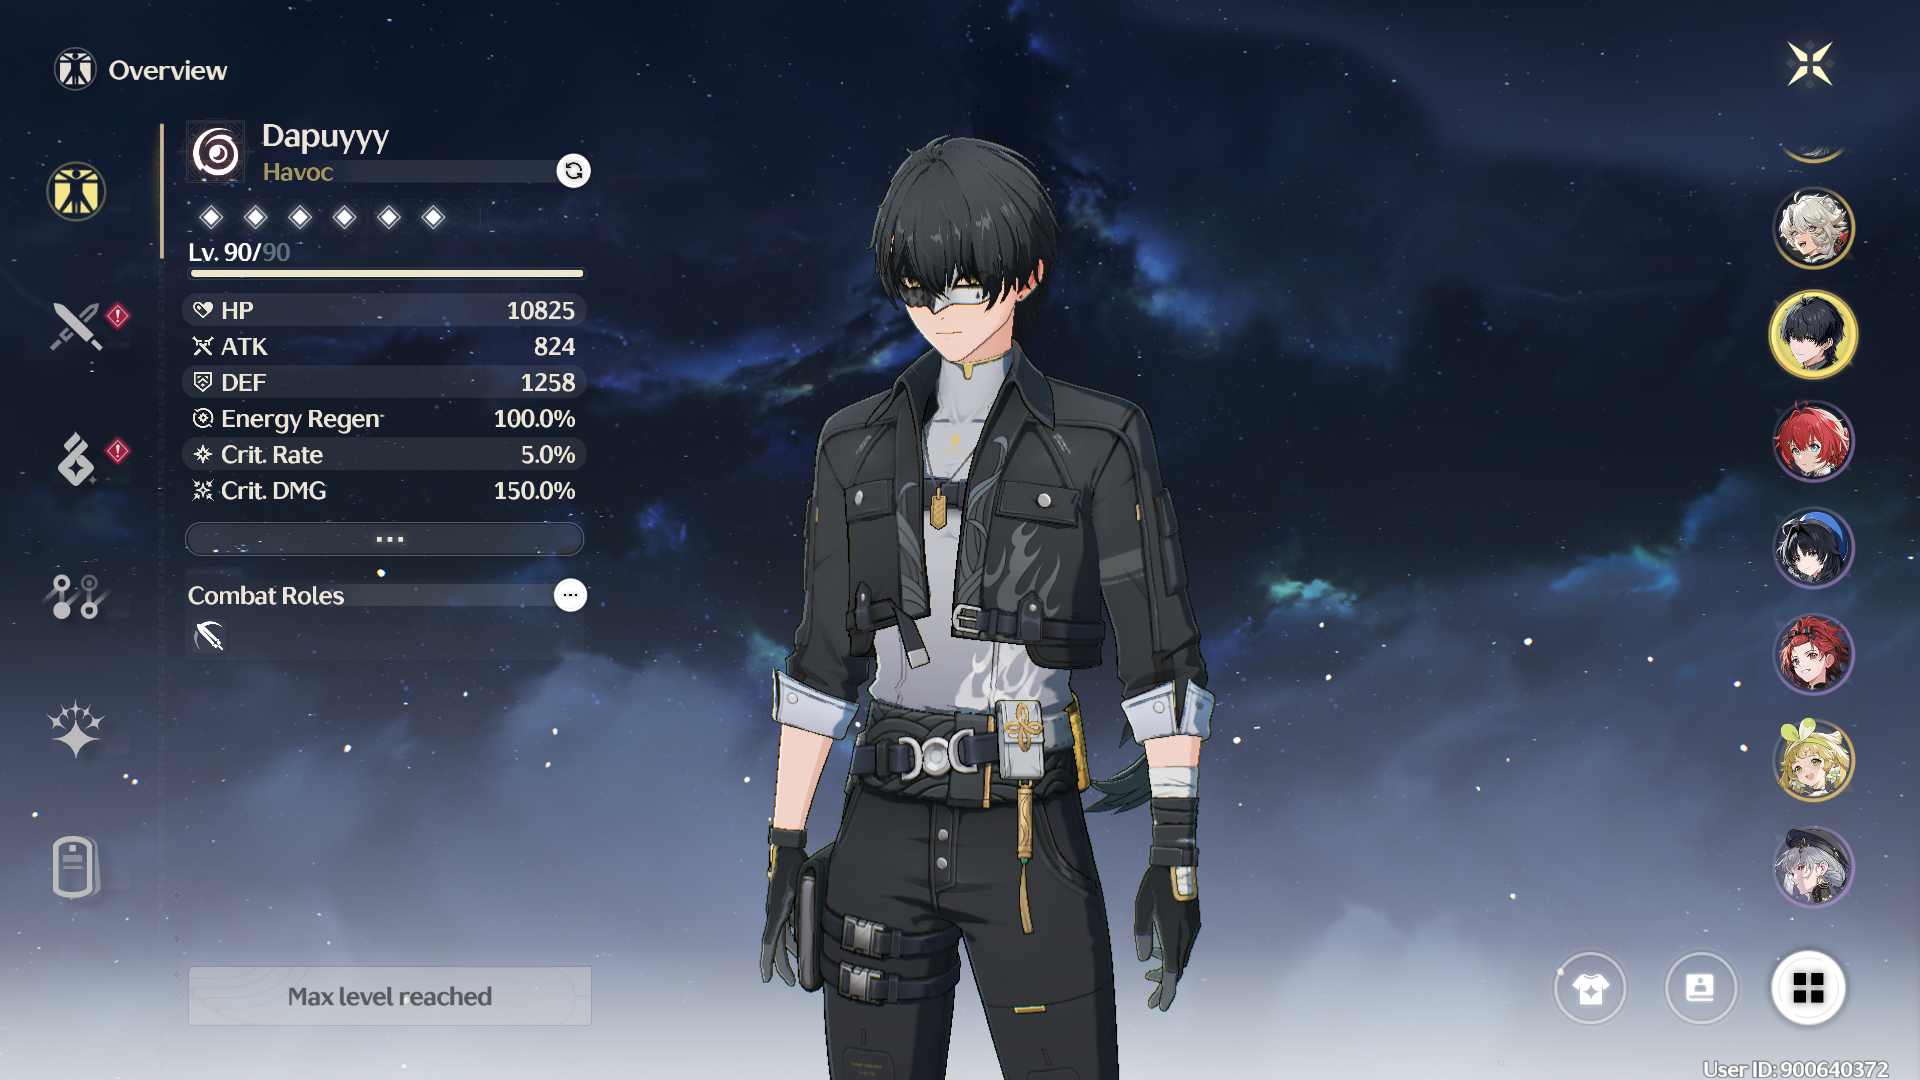 Overview
Dapuyyy
Havoc
Lv. 90/90
HP 10825
ATK 824
DEF 1258
Energy Regen 100.0%
Crit. Rate 5.0%
Crit. DMG 150.0%
Combat Roles
Max level reached
User ID: 900640372